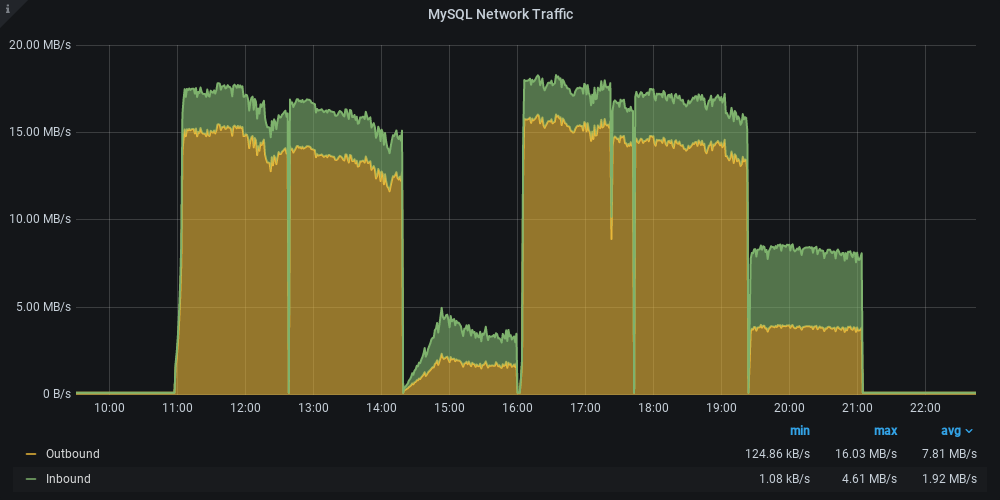 i
MySQL Network Traffic
20.00 MB/s
15.00 MB/s
10.00 MB/s
5.00 MB/s
0 B/s
10:00 11:00 12:00 13:00 14:00 15:00 16:00 17:00 18:00 19:00 20:00 21:00 22:00
min max avg
Outbound 124.86 kB/s 16.03 MB/s 7.81 MB/s
Inbound 1.08 kB/s 4.61 MB/s 1.92 MB/s